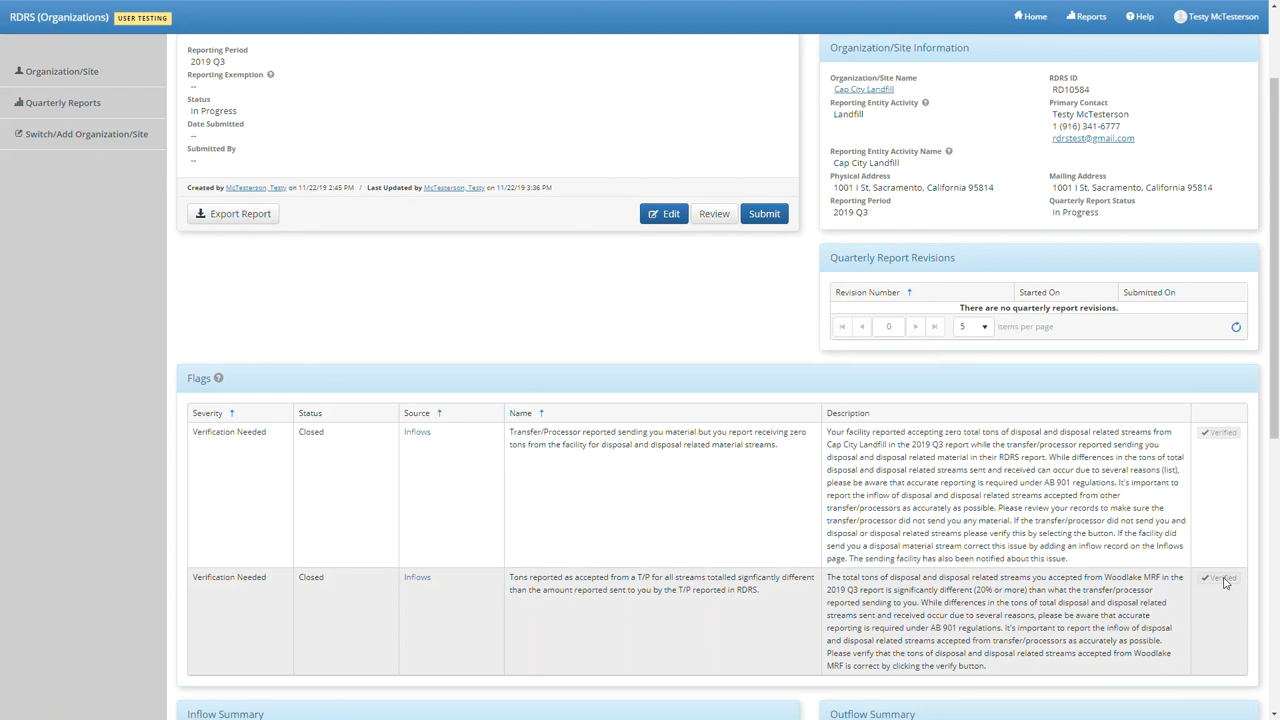 RDRS (Organizations) USER TESTING
Home Reports Help Testy McTesterson
Organization/Site
Quarterly Reports
Switch/Add Organization/Site
Reporting Period
2019 Q3
Reporting Exemption
--
Status
In Progress
Date Submitted
--
Submitted By
--
Created by McTesterson, Testy on 11/22/19 2:45 PM / Last Updated by McTesterson, Testy on 11/22/19 3:36 PM
Export Report Edit Review Submit
Organization/Site Information
Organization/Site Name
Cap City Landfill
Reporting Entity Activity
Landfill
Reporting Entity Activity Name
Cap City Landfill
Physical Address
1001 I St, Sacramento, California 95814
Reporting Period
2019 Q3
RDRS ID
RD10584
Primary Contact
Testy McTesterson
1 (916) 341-6777
rdrstest@gmail.com
Mailing Address
1001 I St, Sacramento, California 95814
Quarterly Report Status
In Progress
Quarterly Report Revisions
Revision Number Started On Submitted On
There are no quarterly report revisions.
0 5 items per page
Flags
Severity Status Source Name Description
Verification Needed Closed Inflows
Transfer/Processor reported sending you material but you report receiving zero
tons from the facility for disposal and disposal related material streams.
Your facility reported accepting zero total tons of disposal and disposal related streams from
Cap City Landfill in the 2019 Q3 report while the transfer/processor reported sending you
disposal and disposal related material in their RDRS report. While differences in the tons of total
disposal and disposal related streams sent and received can occur due to several reasons (list),
please be aware that accurate reporting is required under AB 901 regulations. It's important to
report the inflow of disposal and disposal related streams accepted from other
transfer/processors as accurately as possible. Please review your records to make sure the
transfer/processor did not send you any material. If the transfer/processor did not send you and
disposal or disposal related streams please verify this by selecting the button. If the facility did
send you a disposal material stream correct this issue by adding an inflow record on the Inflows
page. The sending facility has also been notified about this issue.
Verified
Verification Needed Closed Inflows
Tons reported as accepted from a T/P for all streams totalled signficantly different
than the amount reported sent to you by the T/P reported in RDRS.
The total tons of disposal and disposal related streams you accepted from Woodlake MRF in the
2019 Q3 report is significantly different (20% or more) than what the transfer/processor
reported sending to you. While differences in the tons of total disposal and disposal related
streams sent and received occur due to several reasons, please be aware that accurate
reporting is required under AB 901 regulations. It's important to report the inflow of disposal
and disposal related streams accepted from transfer/processors as accurately as possible.
Please verify that the tons of disposal and disposal related streams accepted from Woodlake
MRF is correct by clicking the verify button.
Verified
Inflow Summary
Outflow Summary